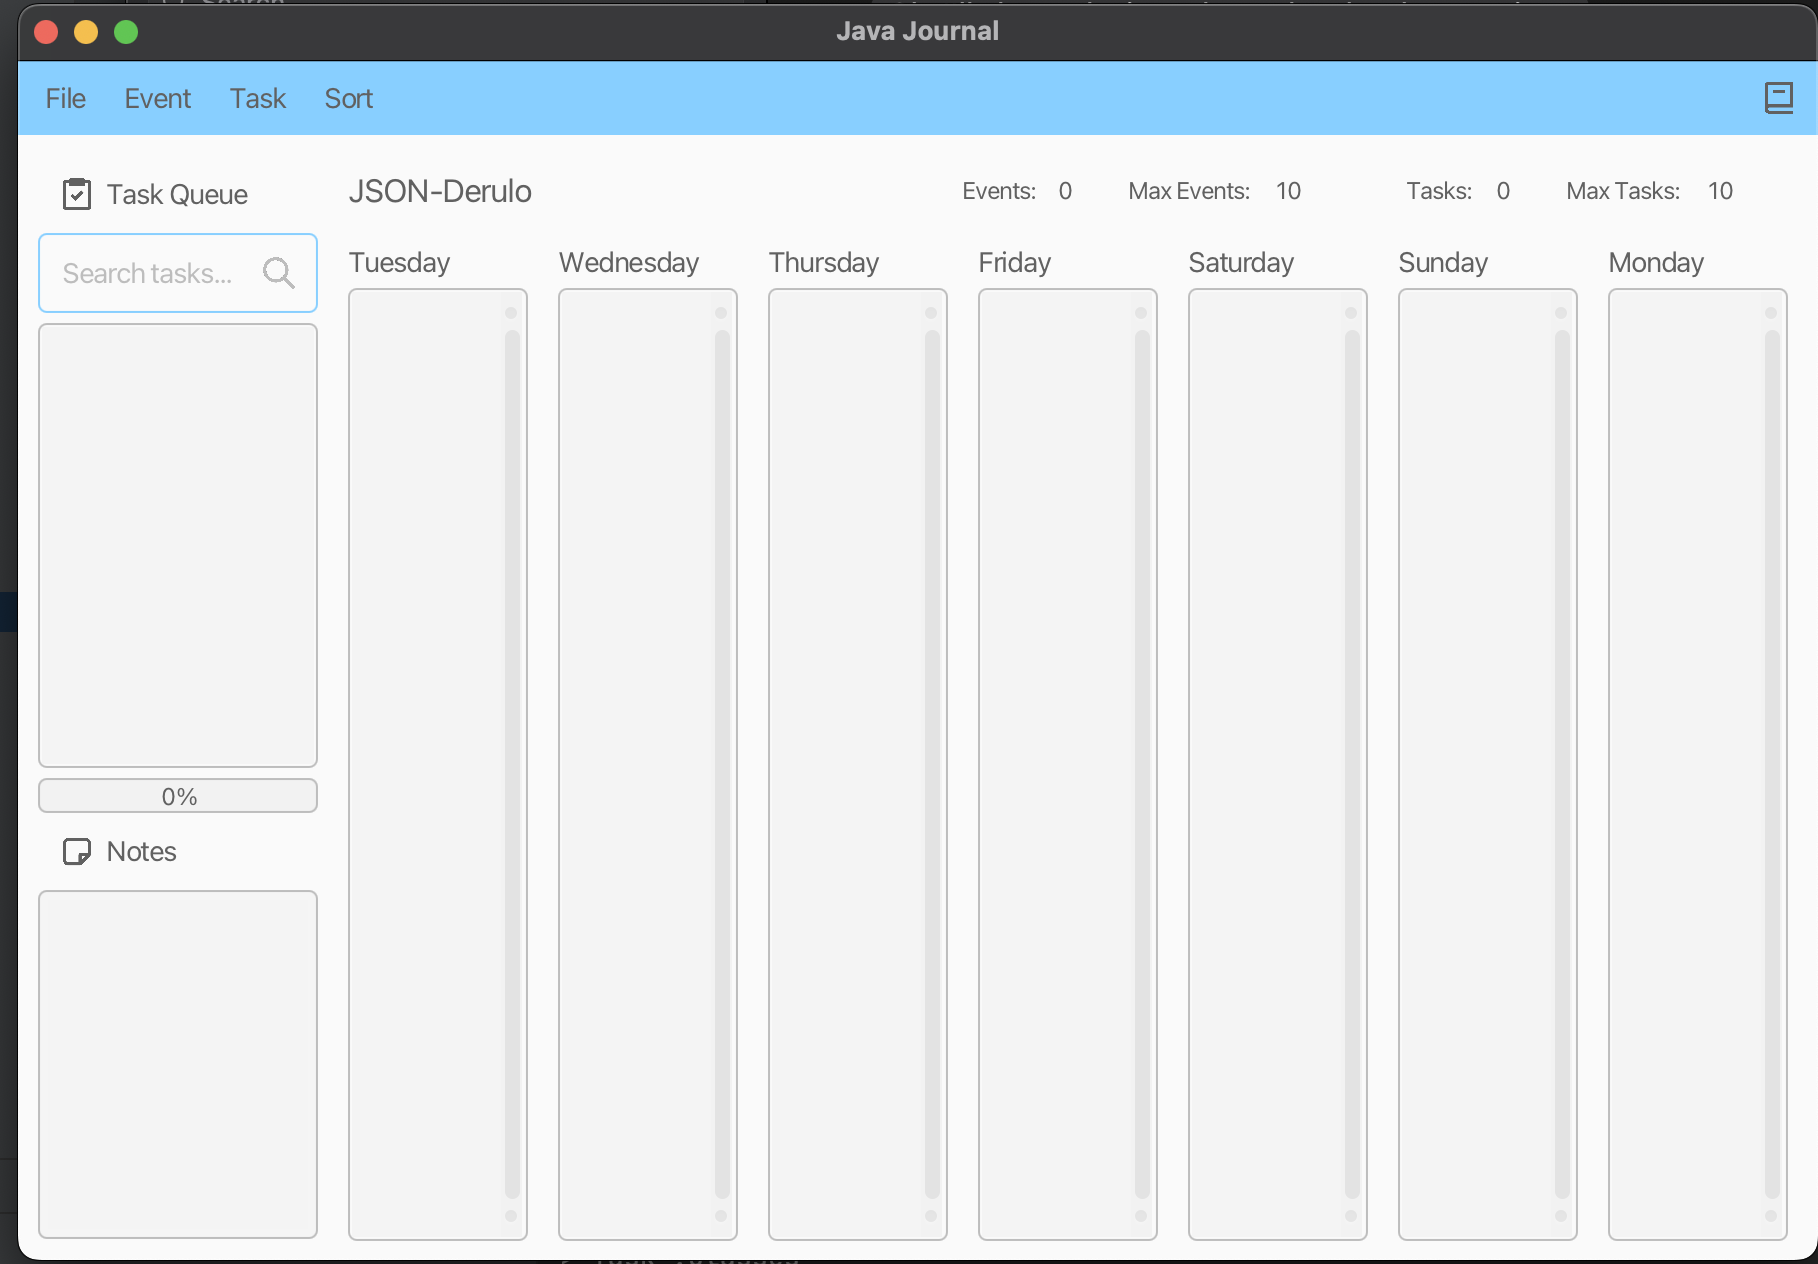 Java Journal
File Event Task Sort
Task Queue
JSON-Derulo
Events: 0 Max Events: 10 Tasks: 0 Max Tasks: 10
Search tasks...
Tuesday Wednesday Thursday Friday Saturday Sunday Monday
0%
Notes